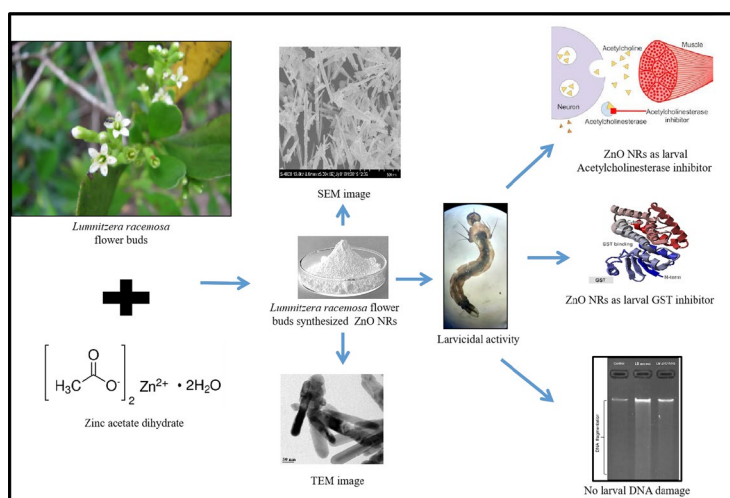 Lumnitzera racemosa
flower buds
H₃C
O
O⁻
2
Zn²⁺ • 2H₂O
Zinc acetate dihydrate
SEM image
Lumnitzera racemosa flower
buds synthesized ZnO NRs
TEM image
Larvicidal activity
Acetylcholine
Muscle
Neuron
Acetylcholinesterase
Acetylcholinesterase
inhibitor
ZnO NRs as larval
Acetylcholinesterase inhibitor
GST binding
GST
N-term
ZnO NRs as larval GST inhibitor
DNA fragmentation
No larval DNA damage